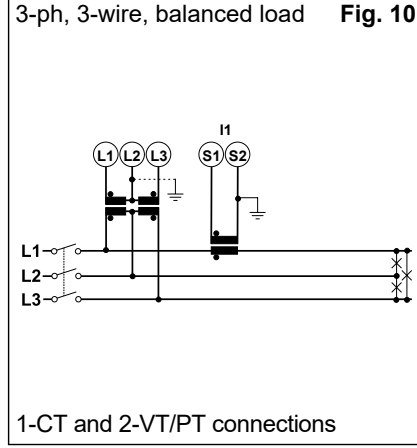 3-ph, 3-wire, balanced load Fig. 10
I1
L1 L2 L3 S1 S2
L1
L2
L3
1-CT and 2-VT/PT connections